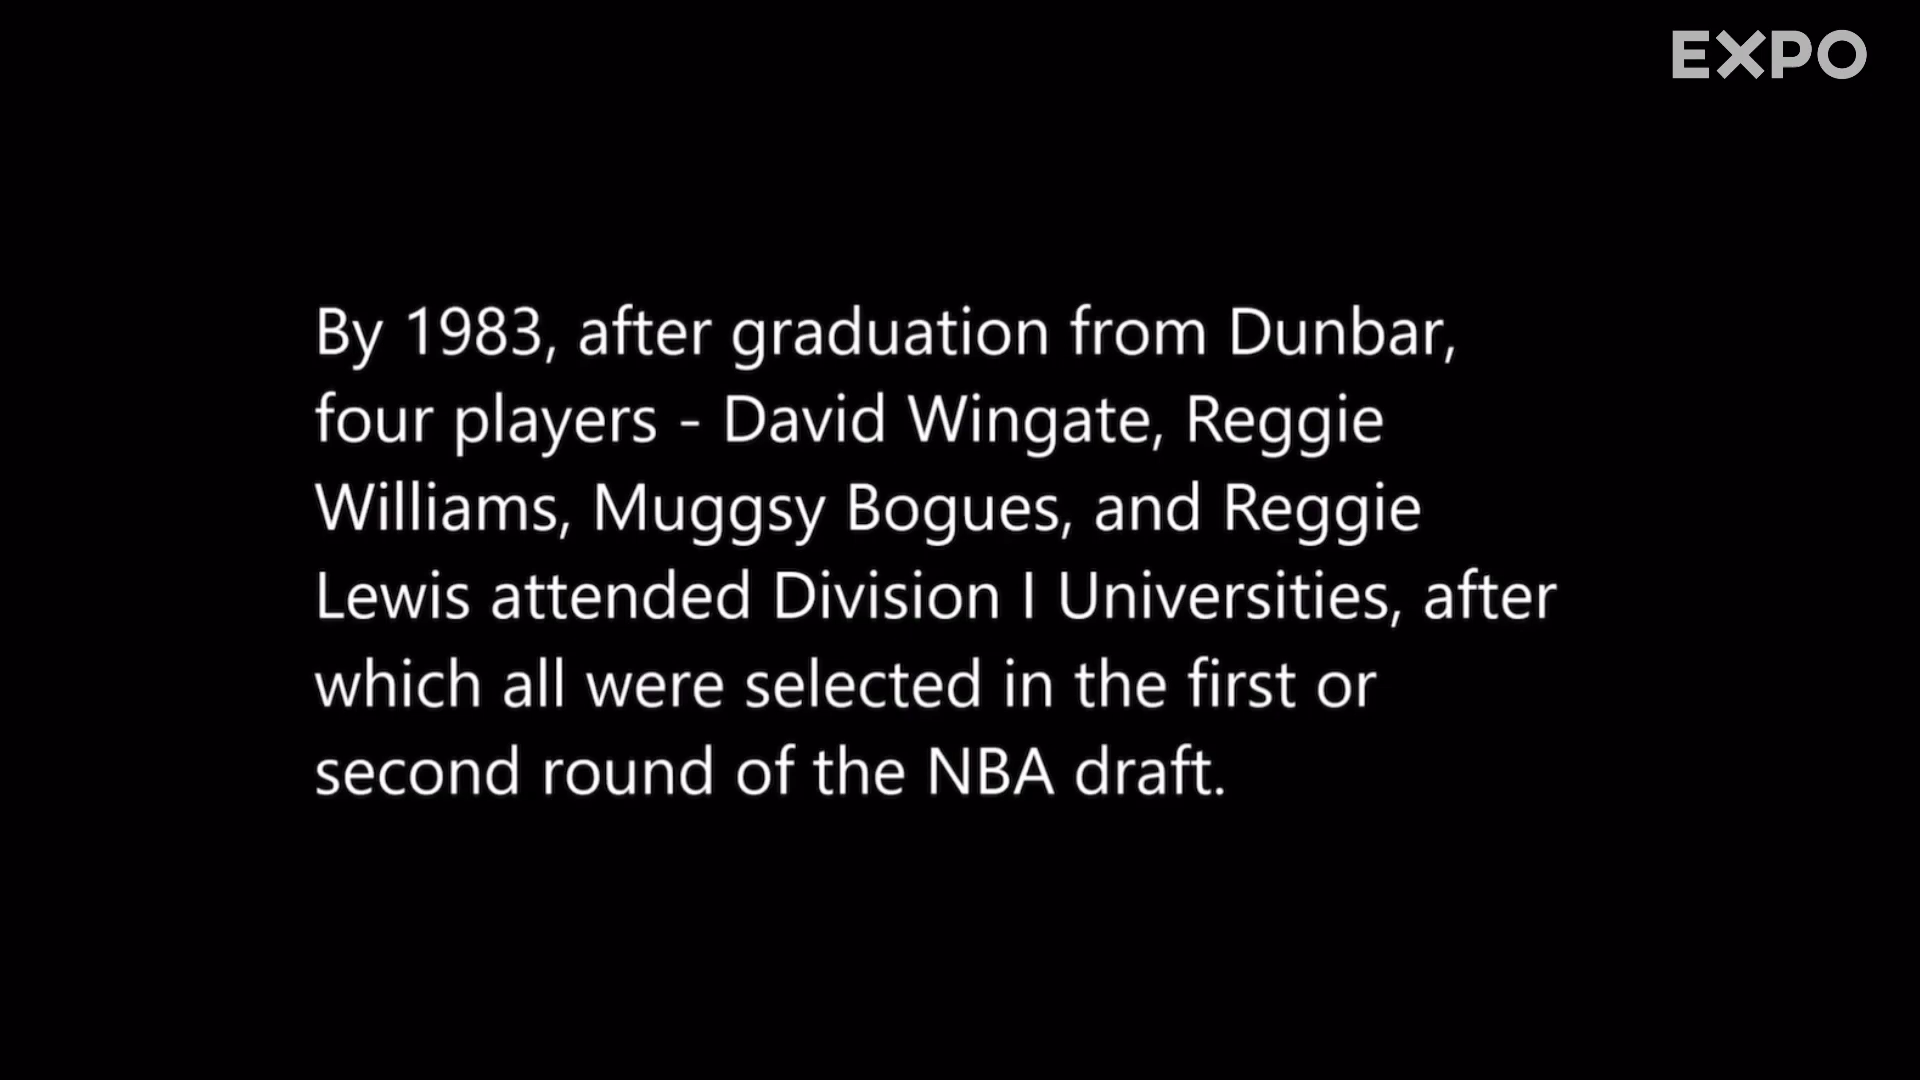 EXPO
By 1983, after graduation from Dunbar,
four players - David Wingate, Reggie
Williams, Muggsy Bogues, and Reggie
Lewis attended Division I Universities, after
which all were selected in the first or
second round of the NBA draft.